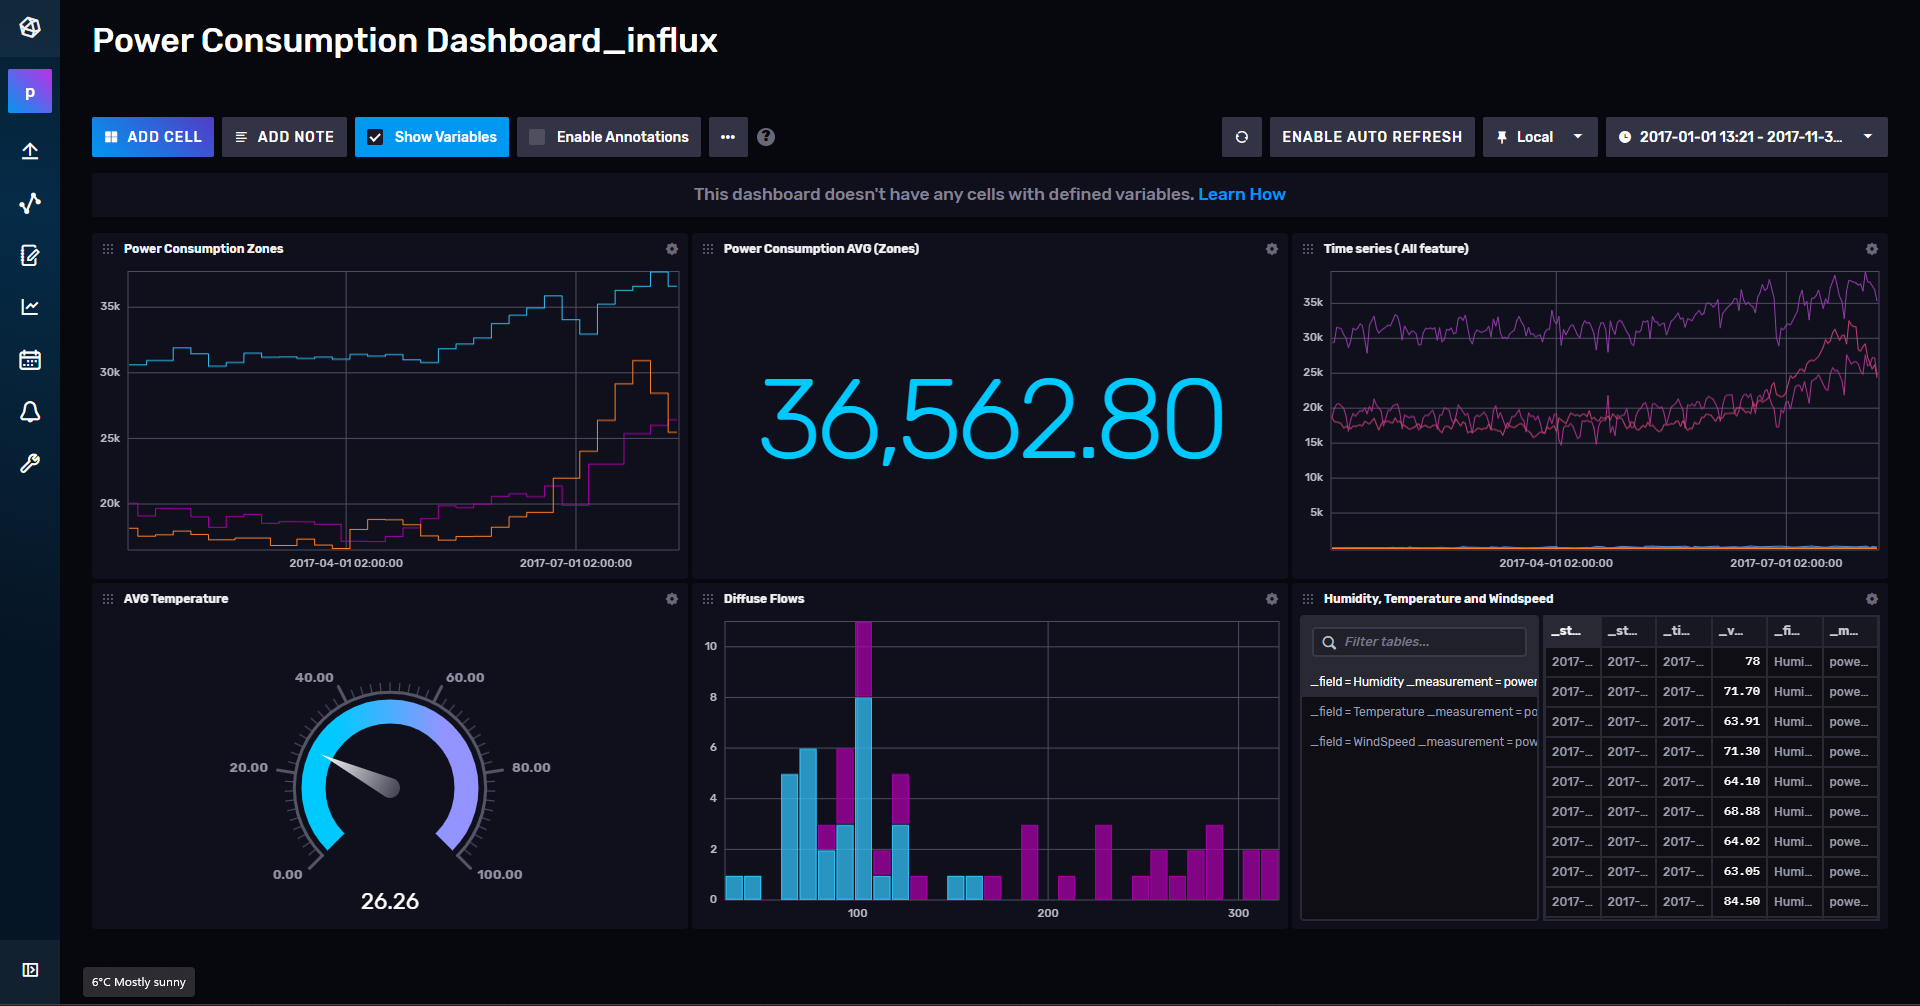 Power Consumption Dashboard_influx
p
ADD CELL
ADD NOTE
Show Variables
Enable Annotations
?
ENABLE AUTO REFRESH
Local
2017-01-01 13:21 - 2017-11-3...
This dashboard doesn't have any cells with defined variables. Learn How
Power Consumption Zones
35k
30k
25k
20k
2017-04-01 02:00:00
2017-07-01 02:00:00
Power Consumption AVG (Zones)
36,562.80
Time series ( All feature)
35k
30k
25k
20k
15k
10k
5k
2017-04-01 02:00:00
2017-07-01 02:00:00
AVG Temperature
40.00
60.00
20.00
80.00
0.00
100.00
26.26
Diffuse Flows
10
8
6
4
2
0
100
200
300
Humidity, Temperature and Windspeed
Filter tables...
_field = Humidity _measurement = power
_field = Temperature _measurement = po
_field = WindSpeed _measurement = pow
_st... _st... _ti... _v... _fi... _m...
2017-... 2017-... 2017-... 78 Humi... powe...
2017-... 2017-... 2017-... 71.70 Humi... powe...
2017-... 2017-... 2017-... 63.91 Humi... powe...
2017-... 2017-... 2017-... 71.30 Humi... powe...
2017-... 2017-... 2017-... 64.10 Humi... powe...
2017-... 2017-... 2017-... 68.88 Humi... powe...
2017-... 2017-... 2017-... 64.02 Humi... powe...
2017-... 2017-... 2017-... 63.05 Humi... powe...
2017-... 2017-... 2017-... 84.50 Humi... powe...
6°C Mostly sunny